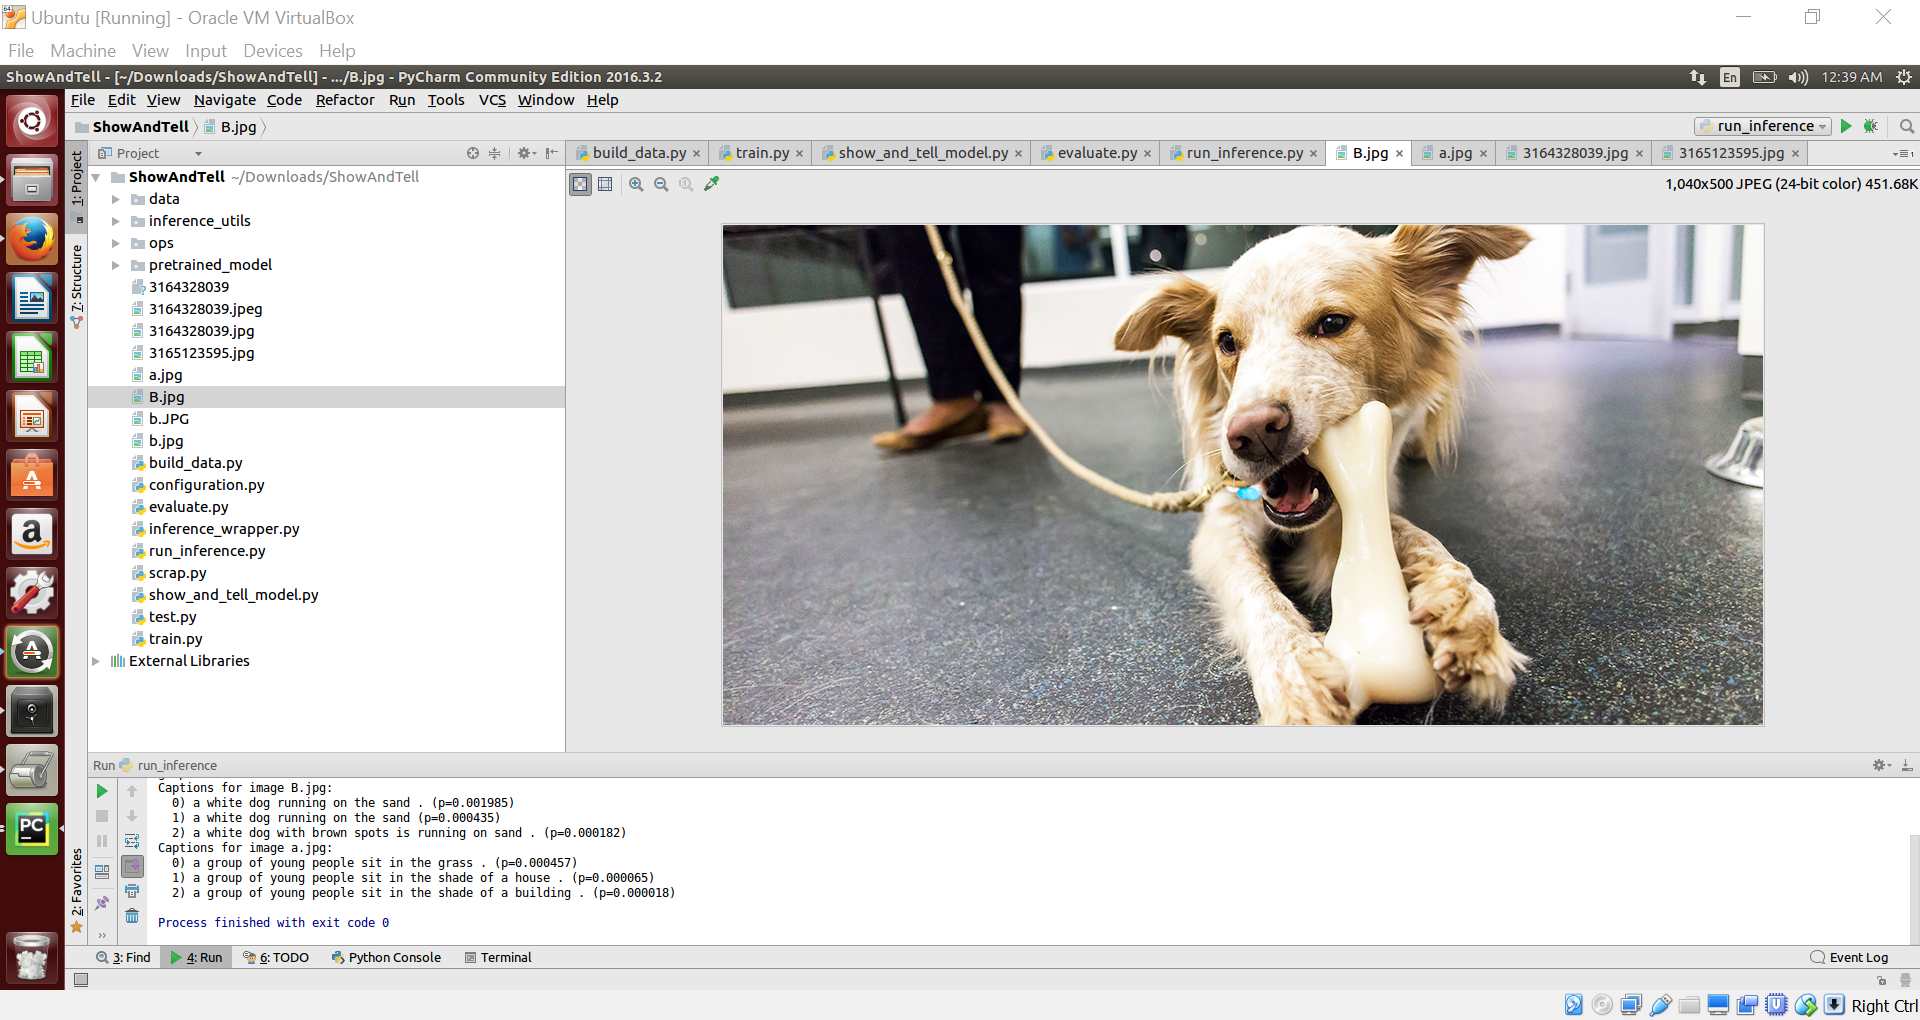 Ubuntu [Running] - Oracle VM VirtualBox
File Machine View Input Devices Help
ShowAndTell - [~/Downloads/ShowAndTell] - .../B.jpg - PyCharm Community Edition 2016.3.2
En 12:39 AM
File Edit View Navigate Code Refactor Run Tools VCS Window Help
ShowAndTell B.jpg run_inference
Project
build_data.py train.py show_and_tell_model.py evaluate.py run_inference.py B.jpg a.jpg 3164328039.jpg 3165123595.jpg
1,040x500 JPEG (24-bit color) 451.68K
1: Project
7: Structure
2: Favorites
ShowAndTell ~/Downloads/ShowAndTell
data
inference_utils
ops
pretrained_model
3164328039
3164328039.jpeg
3164328039.jpg
3165123595.jpg
a.jpg
B.jpg
b.JPG
b.jpg
build_data.py
configuration.py
evaluate.py
inference_wrapper.py
run_inference.py
scrap.py
show_and_tell_model.py
test.py
train.py
External Libraries
Run run_inference
Captions for image B.jpg:
0) a white dog running on the sand . (p=0.001985)
1) a white dog running on the sand (p=0.000435)
2) a white dog with brown spots is running on sand . (p=0.000182)
Captions for image a.jpg:
0) a group of young people sit in the grass . (p=0.000457)
1) a group of young people sit in the shade of a house . (p=0.000065)
2) a group of young people sit in the shade of a building . (p=0.000018)
Process finished with exit code 0
3: Find 4: Run 6: TODO Python Console Terminal Event Log
Right Ctrl